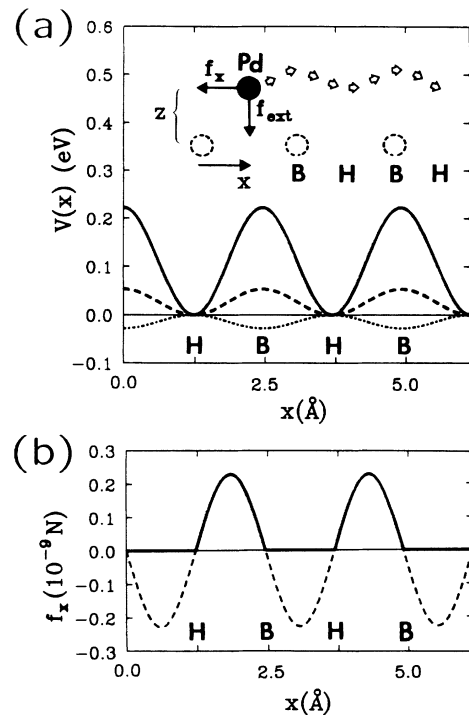 (a)
Pd
f_x
f_ext
z
x
B H B H
V(x) (eV)
0.5
0.4
0.3
0.2
0.1
0.0
-0.1
H B H B
0.0 2.5 5.0
x(Å)
(b)
f_x(10^-9 N)
0.3
0.2
0.1
0.0
-0.1
-0.2
-0.3
H B H B
0.0 2.5 5.0
x(Å)